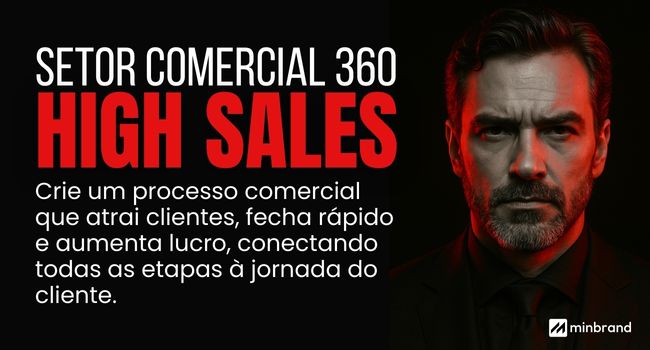 SETOR COMERCIAL 360
HIGH SALES
Crie um processo comercial
que atrai clientes, fecha rápido
e aumenta lucro, conectando
todas as etapas à jornada do
cliente.
minbrand